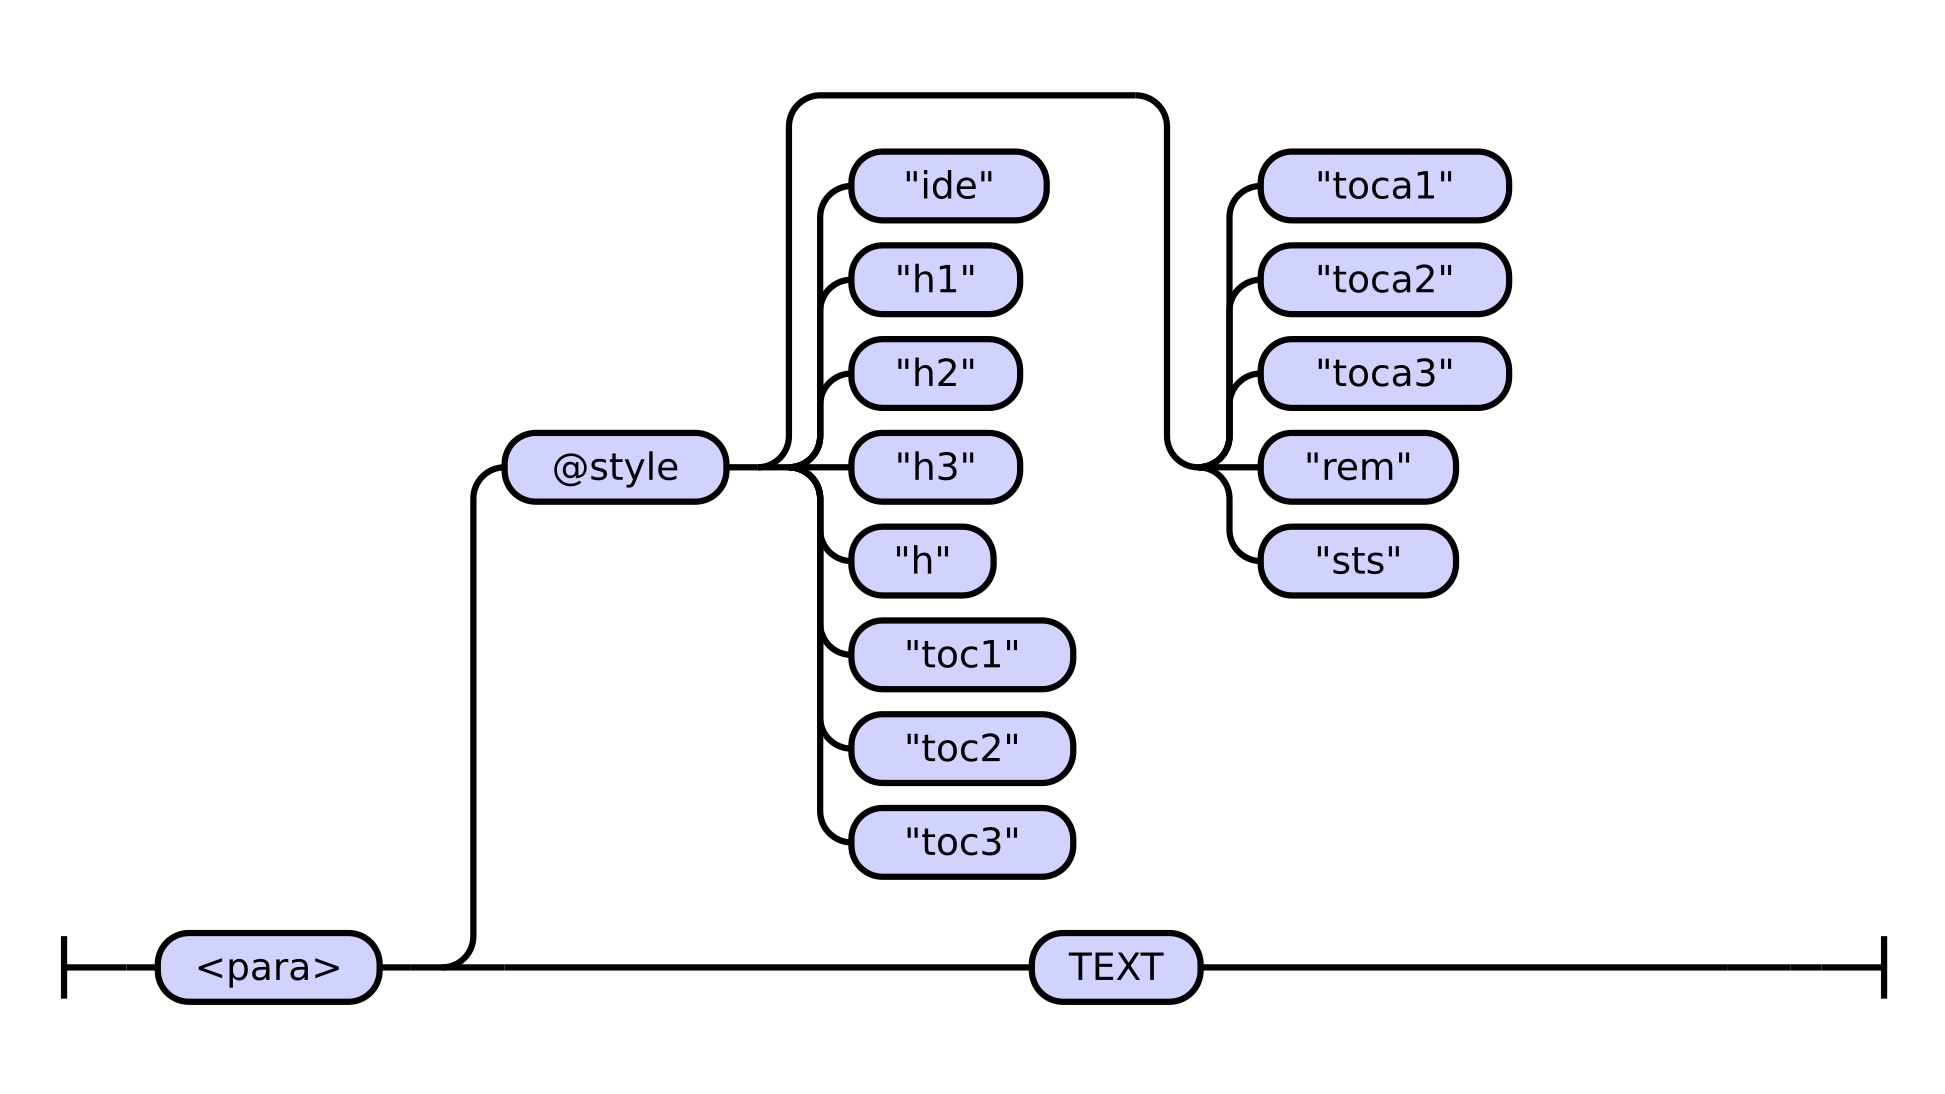 "ide"
"toca1"
"h1"
"toca2"
"h2"
"toca3"
@style
"h3"
"rem"
"h"
"sts"
"toc1"
"toc2"
"toc3"
<para>
TEXT